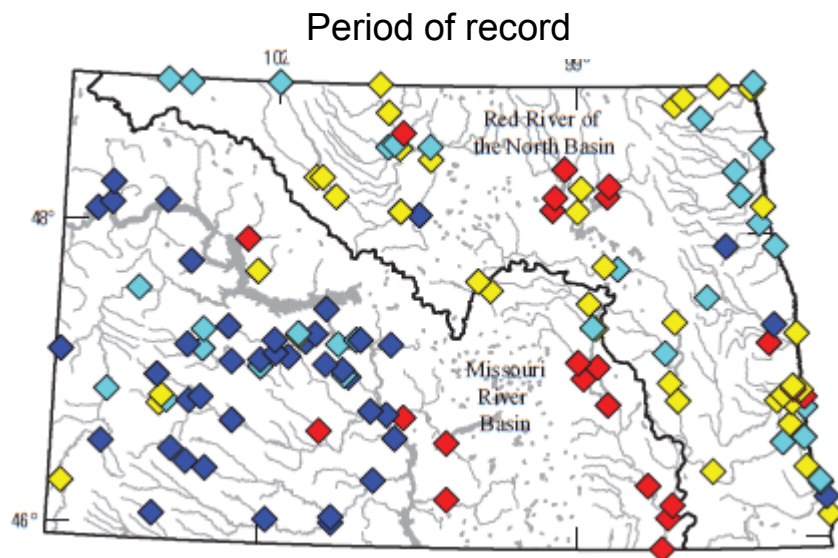 Period of record
102
99°
Red River of
the North Basin
48°
Missouri
River
Basin
46°